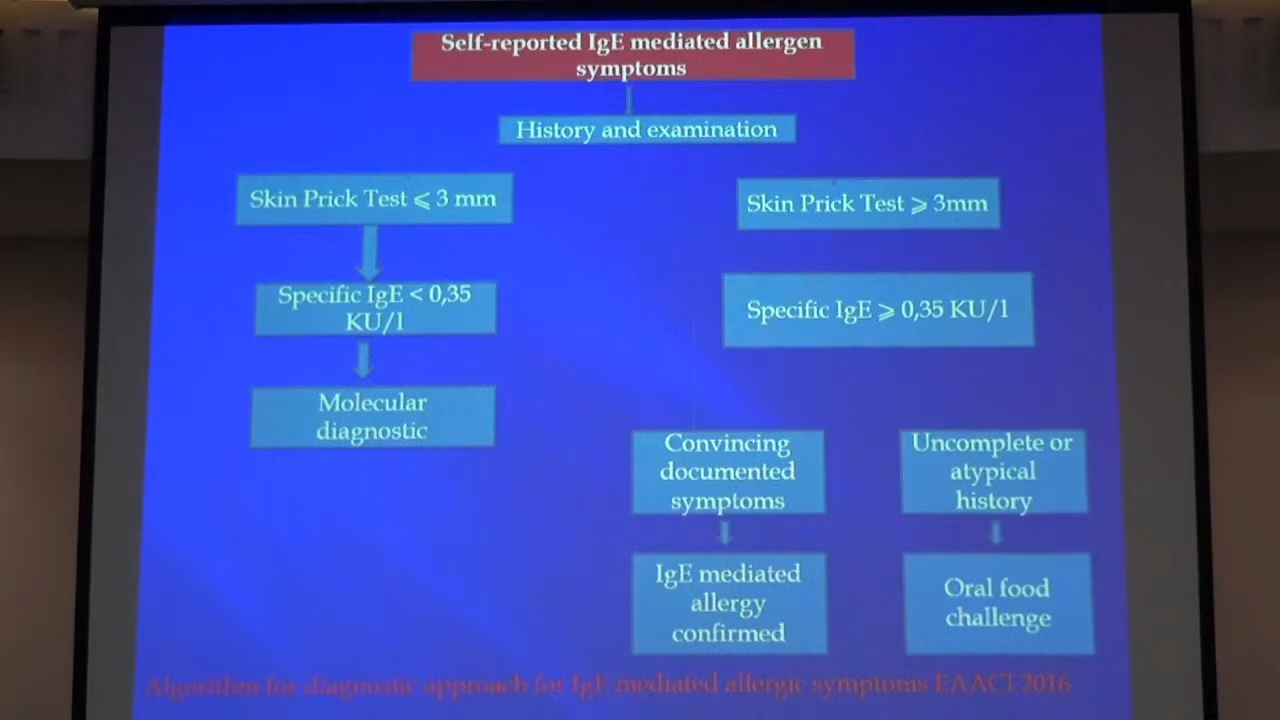 Self-reported IgE mediated allergen
symptoms
History and examination
Skin Prick Test ⩽ 3 mm
Skin Prick Test ⩾ 3mm
Specific IgE < 0,35
KU/l
Specific IgE ⩾ 0,35 KU/l
Molecular
diagnostic
Convincing
documented
symptoms
Uncomplete or
atypical
history
IgE mediated
allergy
confirmed
Oral food
challenge
Algorithm for diagnostic approach for IgE mediated allergic symptoms EAACI 2016